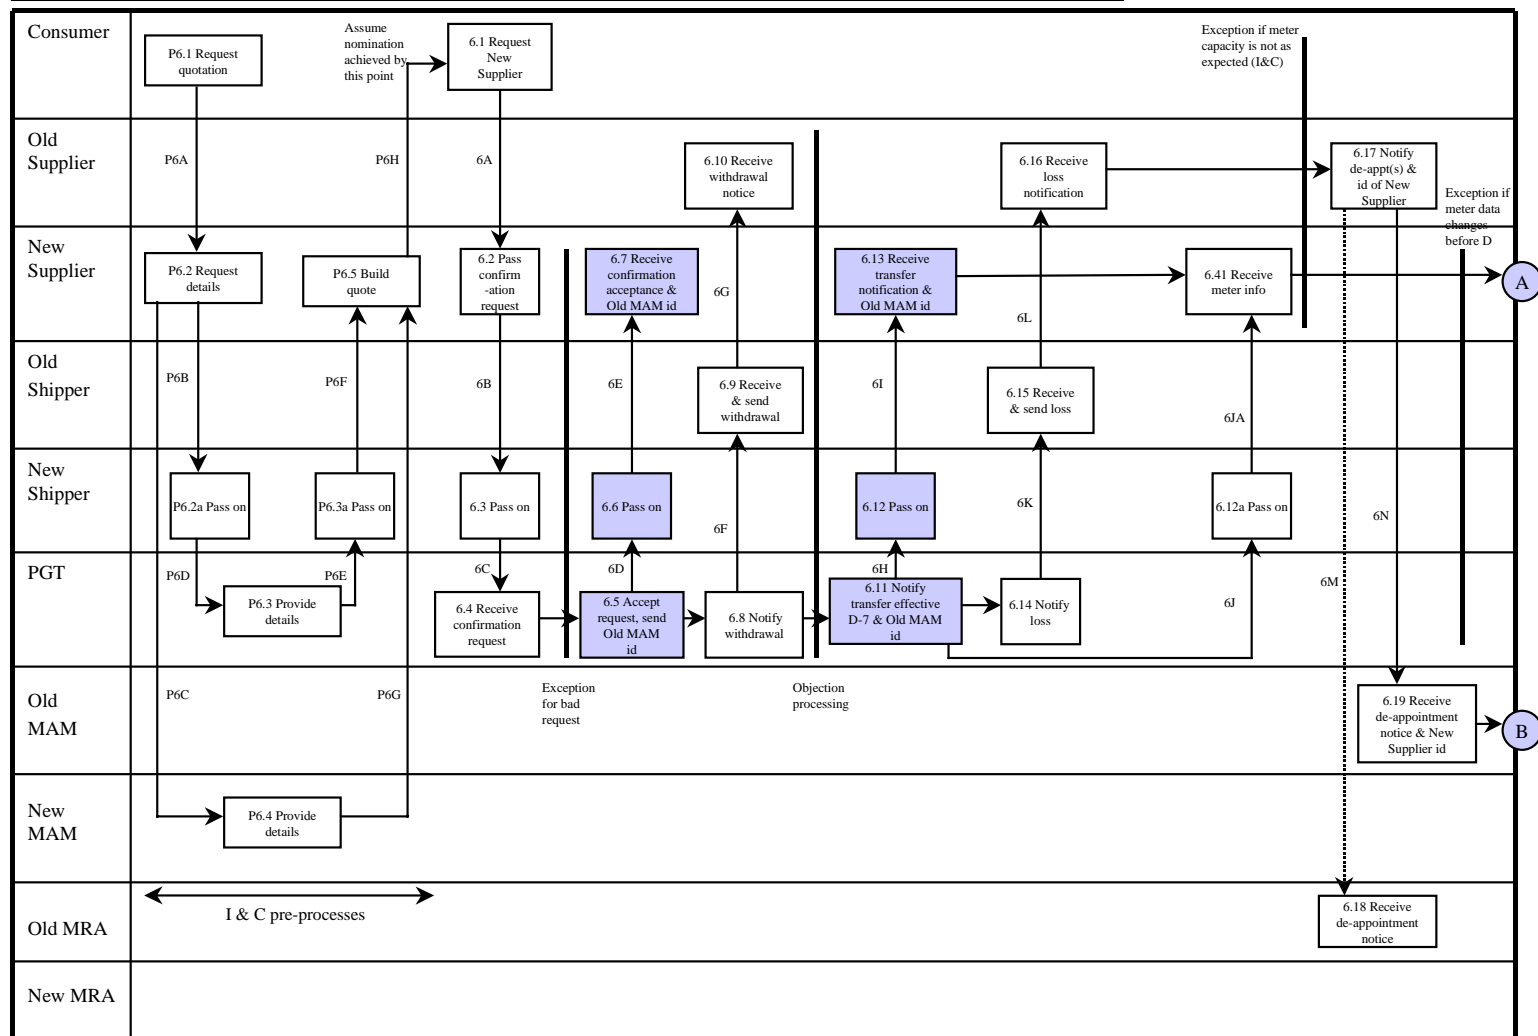 Consumer
P6.1 Request
quotation
Assume
nomination
achieved by
this point
6.1 Request
New
Supplier
Exception if meter
capacity is not as
expected (I&C)
Old
Supplier
P6A
P6H
6A
6.10 Receive
withdrawal
notice
6.16 Receive
loss
notification
6.17 Notify
de-appt(s) &
id of New
Supplier
Exception if
meter data
changes
before D
New
Supplier
P6.2 Request
details
P6.5 Build
quote
6.2 Pass
confirm
-ation
request
6.7 Receive
confirmation
acceptance &
Old MAM id
6G
6.13 Receive
transfer
notification &
Old MAM id
6L
6.41 Receive
meter info
A
Old
Shipper
P6B
P6F
6B
6E
6.9 Receive
& send
withdrawal
6I
6.15 Receive
& send loss
6JA
New
Shipper
P6.2a Pass on
P6.3a Pass on
6.3 Pass on
6.6 Pass on
6F
6.12 Pass on
6K
6.12a Pass on
6N
PGT
P6D
P6.3 Provide
details
P6E
6C
6.4 Receive
confirmation
request
6D
6.5 Accept
request, send
Old MAM
id
6.8 Notify
withdrawal
6H
6.11 Notify
transfer effective
D-7 & Old MAM
id
6.14 Notify
loss
6J
6M
Old
MAM
P6C
P6G
Exception
for bad
request
Objection
processing
6.19 Receive
de-appointment
notice & New
Supplier id
B
New
MAM
P6.4 Provide
details
Old MRA
I & C pre-processes
6.18 Receive
de-appointment
notice
New MRA